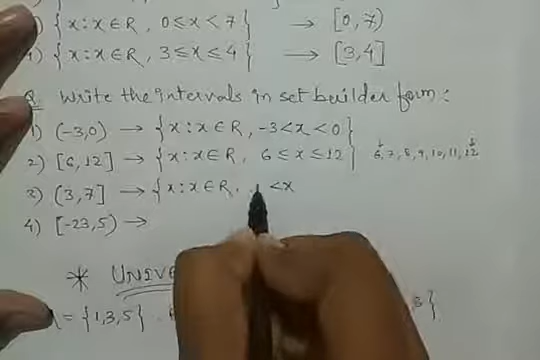 ) { x : x ∈ R, 0 ≤ x < 7 } → [0, 7)
4) { x : x ∈ R, 3 ≤ x ≤ 4 } → [3, 4]
Q Write the intervals in set builder form :
1) (-3, 0) → { x : x ∈ R, -3 < x < 0 }
2) [6, 12] → { x : x ∈ R, 6 ≤ x ≤ 12 } 6, 7, 8, 9, 10, 11, 12
3) (3, 7] → { x : x ∈ R, < x
4) [-23, 5) →
*
= {1, 3, 5} }